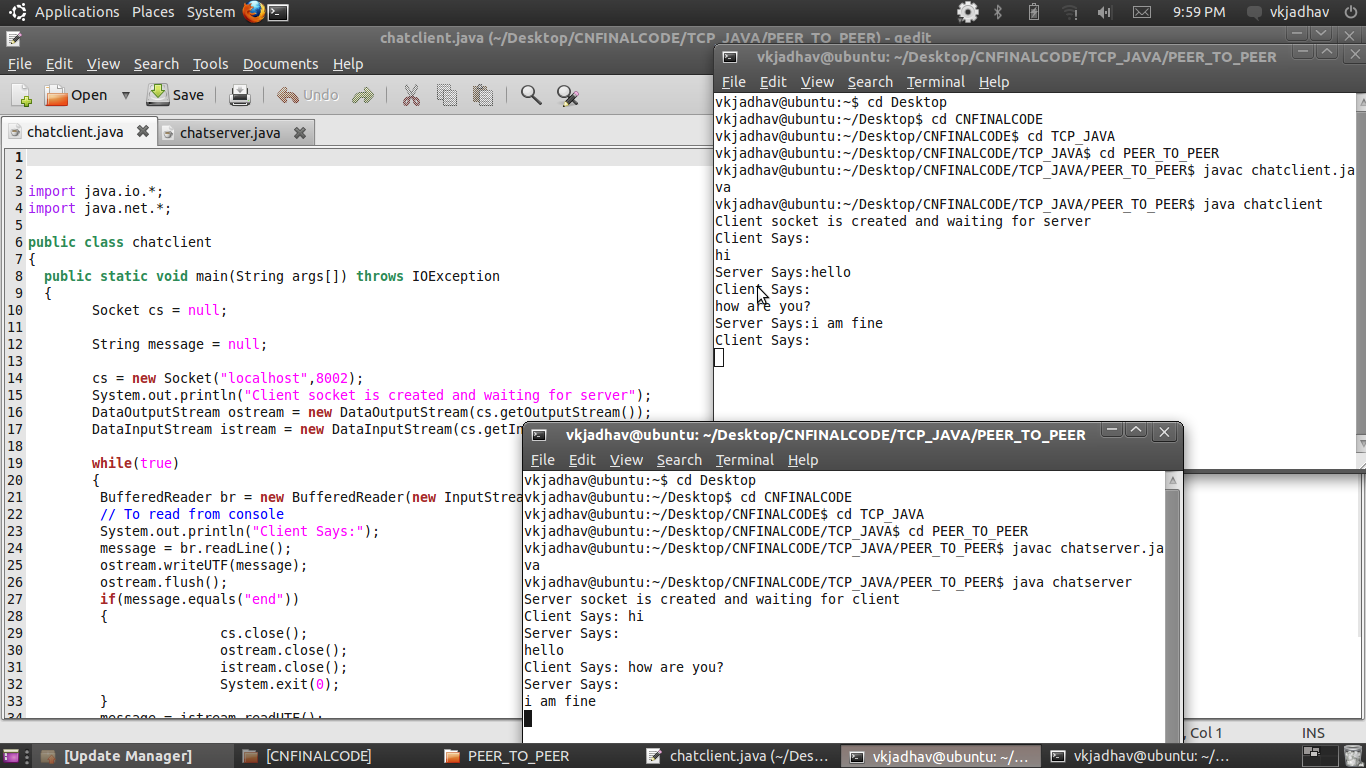 Applications Places System 9:59 PM vkjadhav
chatclient.java (~/Desktop/CNFINALCODE/TCP_JAVA/PEER_TO_PEER) - gedit
File Edit View Search Tools Documents Help
Open Save Undo
chatclient.java chatserver.java
1
2
3 import java.io.*;
4 import java.net.*;
5
6 public class chatclient
7 {
8 public static void main(String args[]) throws IOException
9 {
10 Socket cs = null;
11
12 String message = null;
13
14 cs = new Socket("localhost",8002);
15 System.out.println("Client socket is created and waiting for server");
16 DataOutputStream ostream = new DataOutputStream(cs.getOutputStream());
17 DataInputStream istream = new DataInputStream(cs.getIn
18
19 while(true)
20 {
21 BufferedReader br = new BufferedReader(new InputStrea
22 // To read from console
23 System.out.println("Client Says:");
24 message = br.readLine();
25 ostream.writeUTF(message);
26 ostream.flush();
27 if(message.equals("end"))
28 {
29 cs.close();
30 ostream.close();
31 istream.close();
32 System.exit(0);
33 }
34 message = istream.readUTF();
vkjadhav@ubuntu: ~/Desktop/CNFINALCODE/TCP_JAVA/PEER_TO_PEER
File Edit View Search Terminal Help
vkjadhav@ubuntu:~$ cd Desktop
vkjadhav@ubuntu:~/Desktop$ cd CNFINALCODE
vkjadhav@ubuntu:~/Desktop/CNFINALCODE$ cd TCP_JAVA
vkjadhav@ubuntu:~/Desktop/CNFINALCODE/TCP_JAVA$ cd PEER_TO_PEER
vkjadhav@ubuntu:~/Desktop/CNFINALCODE/TCP_JAVA/PEER_TO_PEER$ javac chatclient.ja
va
vkjadhav@ubuntu:~/Desktop/CNFINALCODE/TCP_JAVA/PEER_TO_PEER$ java chatclient
Client socket is created and waiting for server
Client Says:
hi
Server Says:hello
Client Says:
how are you?
Server Says:i am fine
Client Says:
vkjadhav@ubuntu: ~/Desktop/CNFINALCODE/TCP_JAVA/PEER_TO_PEER
File Edit View Search Terminal Help
vkjadhav@ubuntu:~$ cd Desktop
vkjadhav@ubuntu:~/Desktop$ cd CNFINALCODE
vkjadhav@ubuntu:~/Desktop/CNFINALCODE$ cd TCP_JAVA
vkjadhav@ubuntu:~/Desktop/CNFINALCODE/TCP_JAVA$ cd PEER_TO_PEER
vkjadhav@ubuntu:~/Desktop/CNFINALCODE/TCP_JAVA/PEER_TO_PEER$ javac chatserver.ja
va
vkjadhav@ubuntu:~/Desktop/CNFINALCODE/TCP_JAVA/PEER_TO_PEER$ java chatserver
Server socket is created and waiting for client
Client Says: hi
Server Says:
hello
Client Says: how are you?
Server Says:
i am fine
, Col 1 INS
[Update Manager] [CNFINALCODE] PEER_TO_PEER chatclient.java (~/Des... vkjadhav@ubuntu: ~/... vkjadhav@ubuntu: ~/...